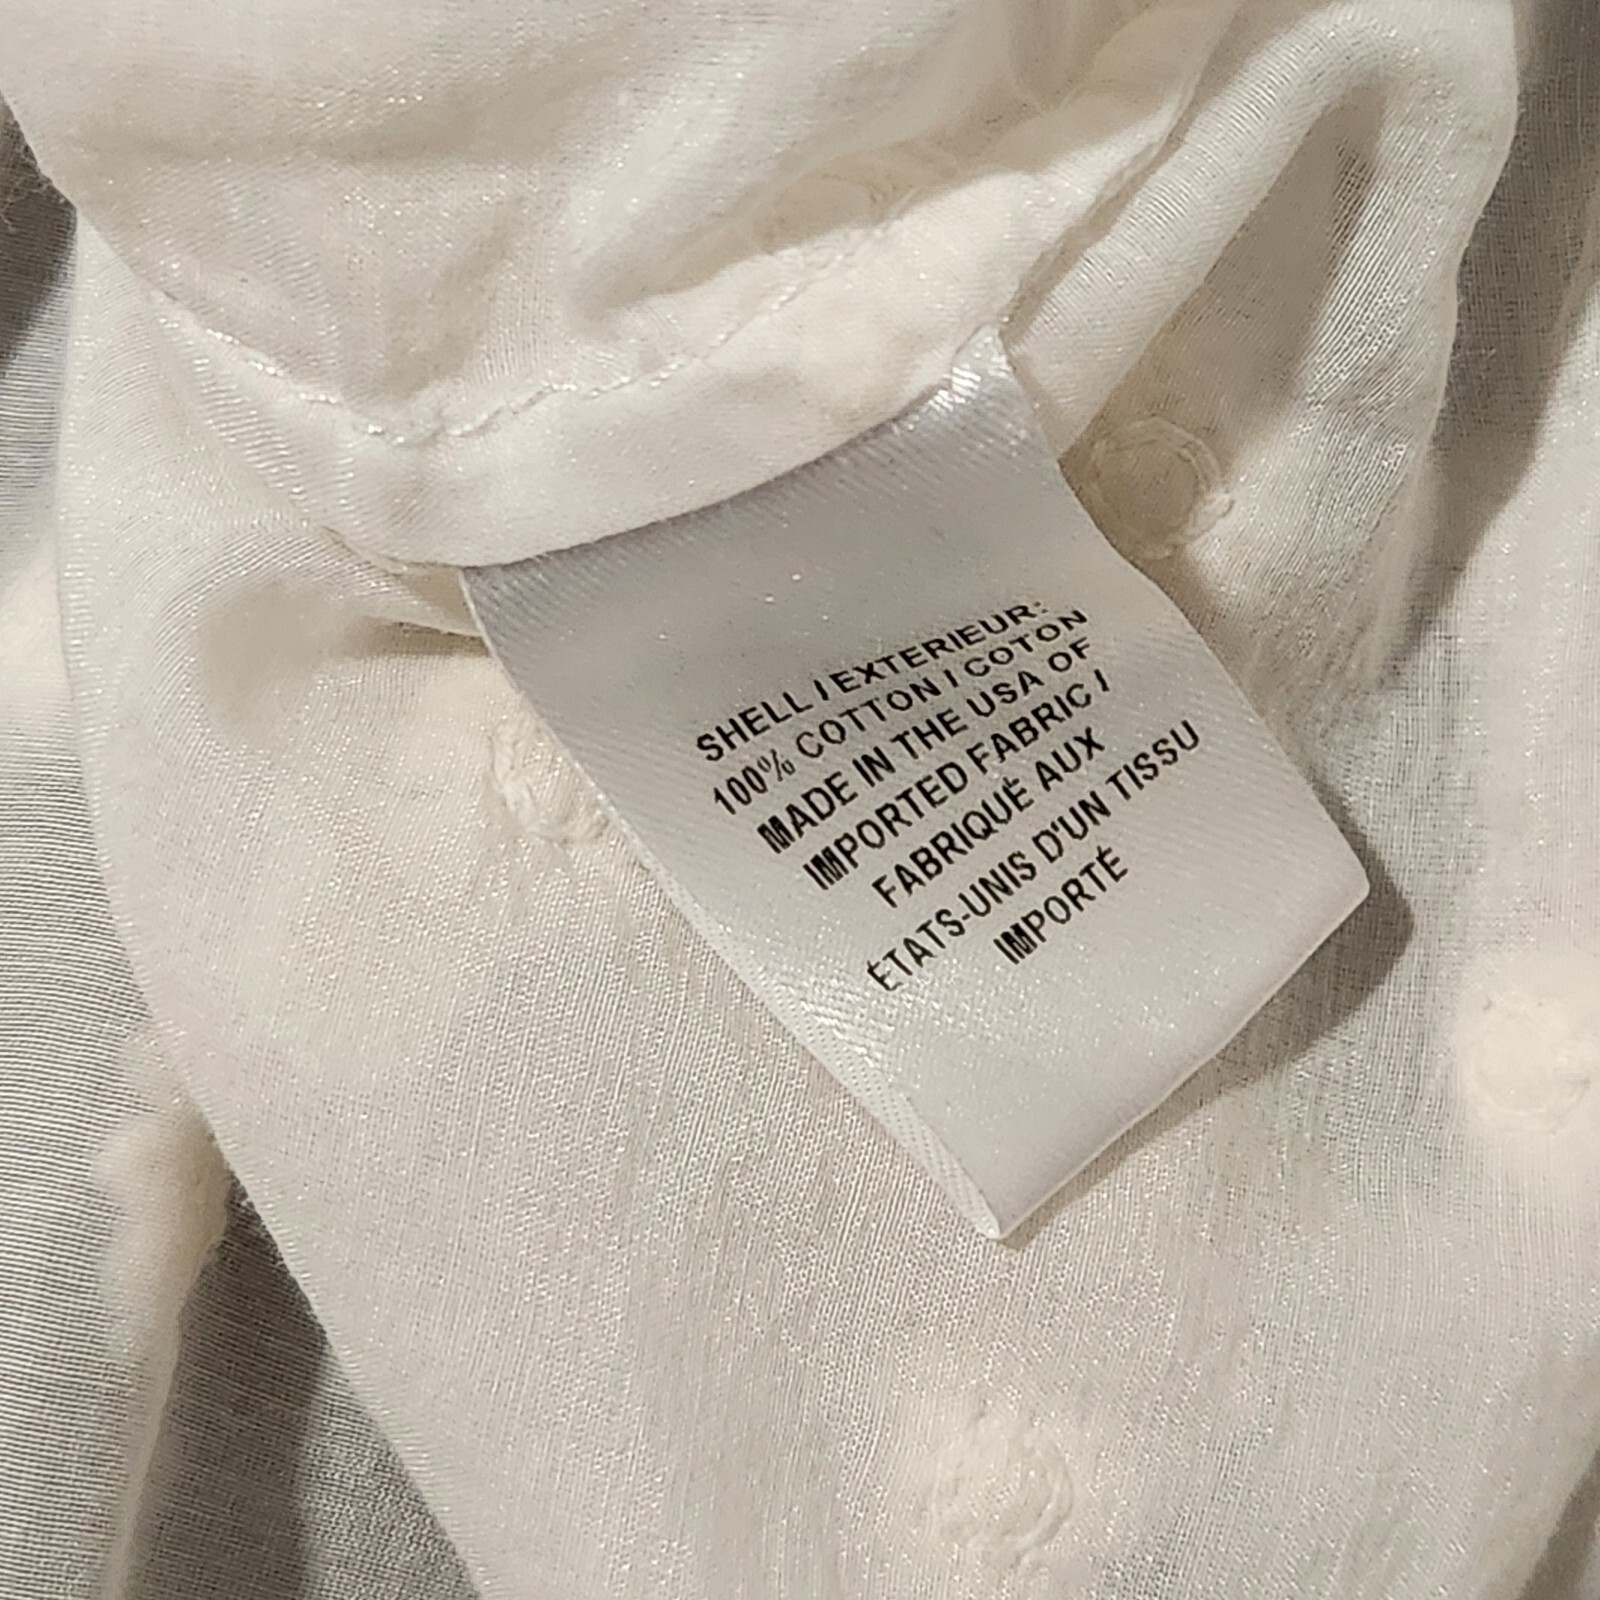 SHELL / EXTERIEUR:
100% COTTON / COTON
MADE IN THE USA OF
IMPORTED FABRIC /
FABRIQUÉ AUX
ÉTATS-UNIS D'UN TISSU
IMPORTÉ